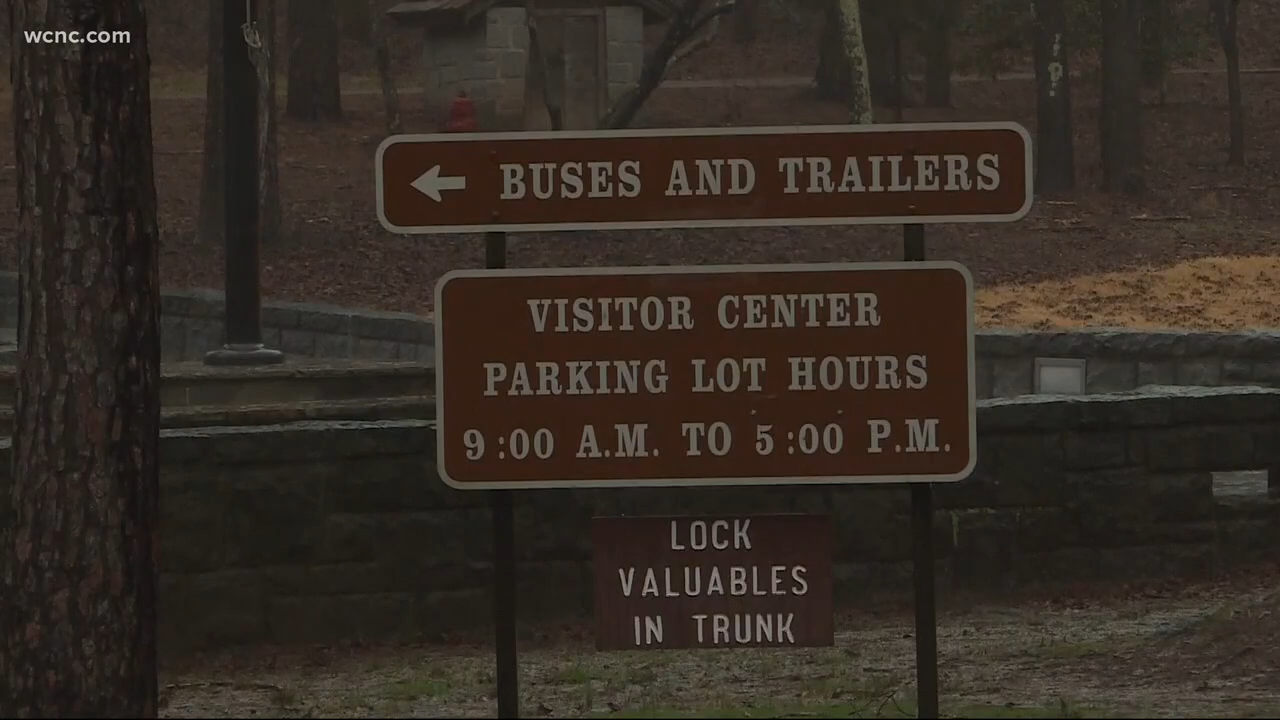 wcnc.com
BUSES AND TRAILERS
VISITOR CENTER
PARKING LOT HOURS
9:00 A.M. TO 5:00 P.M.
LOCK
VALUABLES
IN TRUNK